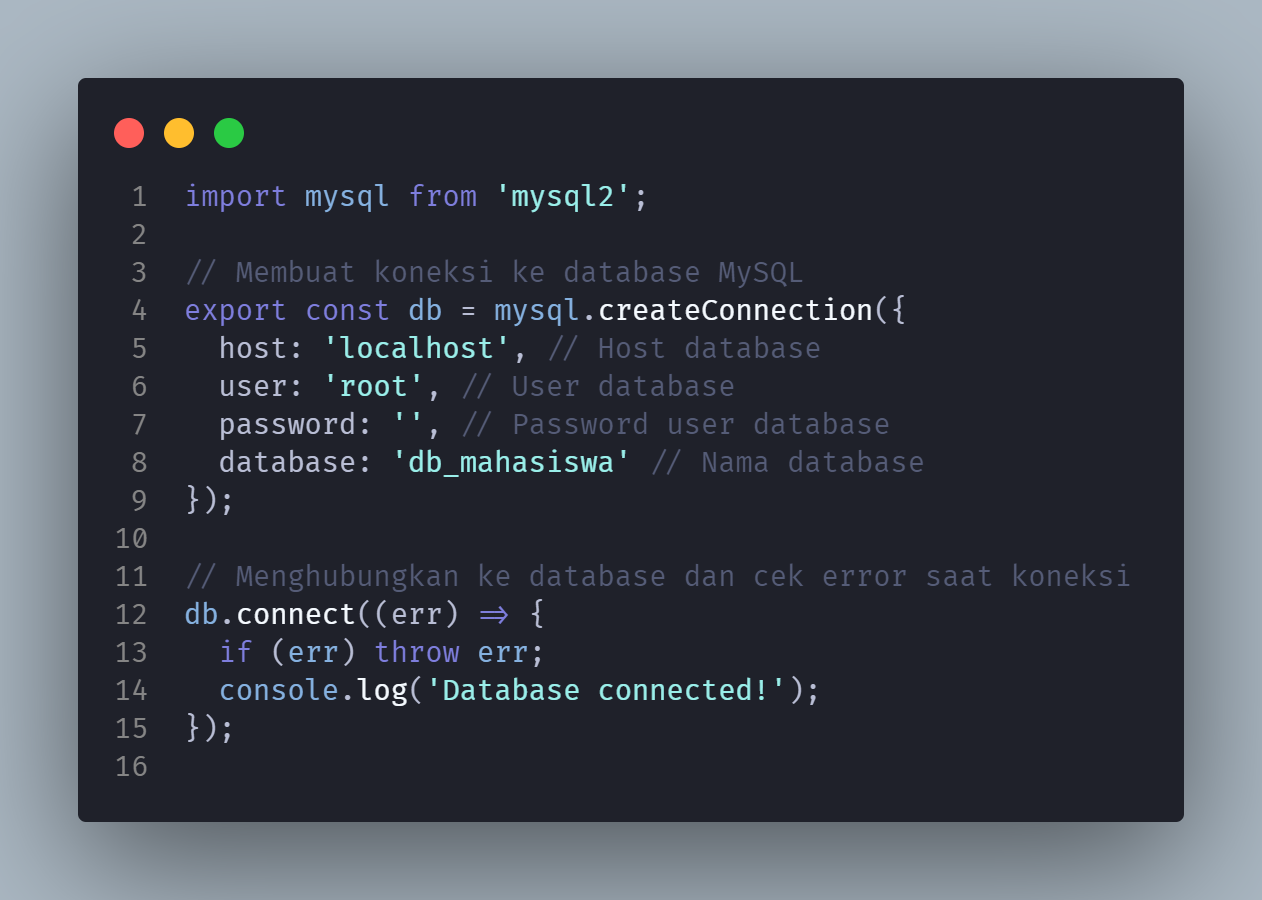 1 import mysql from 'mysql2';
2
3 // Membuat koneksi ke database MySQL
4 export const db = mysql.createConnection({
5   host: 'localhost', // Host database
6   user: 'root', // User database
7   password: '', // Password user database
8   database: 'db_mahasiswa' // Nama database
9 });
10
11 // Menghubungkan ke database dan cek error saat koneksi
12 db.connect((err) => {
13   if (err) throw err;
14   console.log('Database connected!');
15 });
16